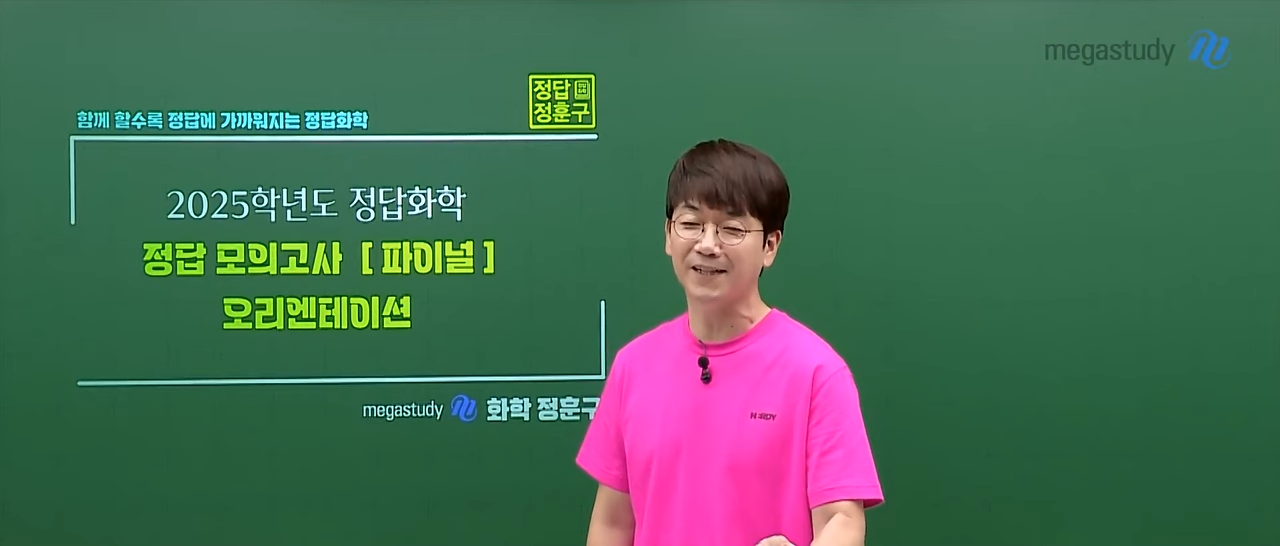 megastudy
정답
정훈구
함께 할수록 정답에 가까워지는 정답화학
2025학년도 정답화학
정답 모의고사 [ 파이널 ]
오리엔테이션
megastudy 화학 정훈구